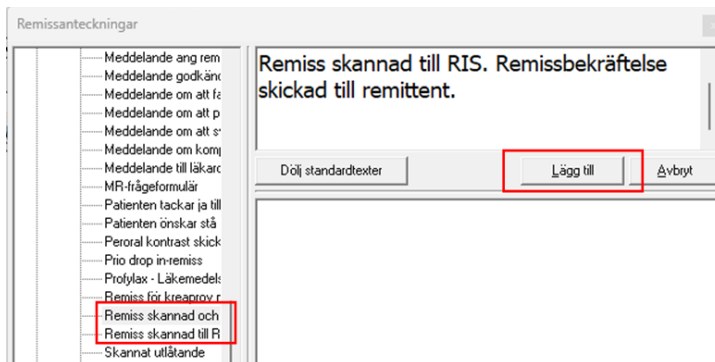 Remissanteckningar
Meddelande ang rem
Meddelande godkänd
Meddelande om att fa
Meddelande om att p
Meddelande om att
Meddelande om kom
Meddelande till läkarc
MR-frågeformulär
Patienten tackar ja till
Patienten önskar stå
Peroral kontrast skick
Prio drop in-remiss
Profylax - Läkemedels
Remiss för kreaprov
Remiss skannad och
Remiss skannad till R
Skannat utlåtande
Remiss skannad till RIS. Remissbekräftelse
skickad till remittent.
Dölj standardtexter
Lägg till
Avbryt